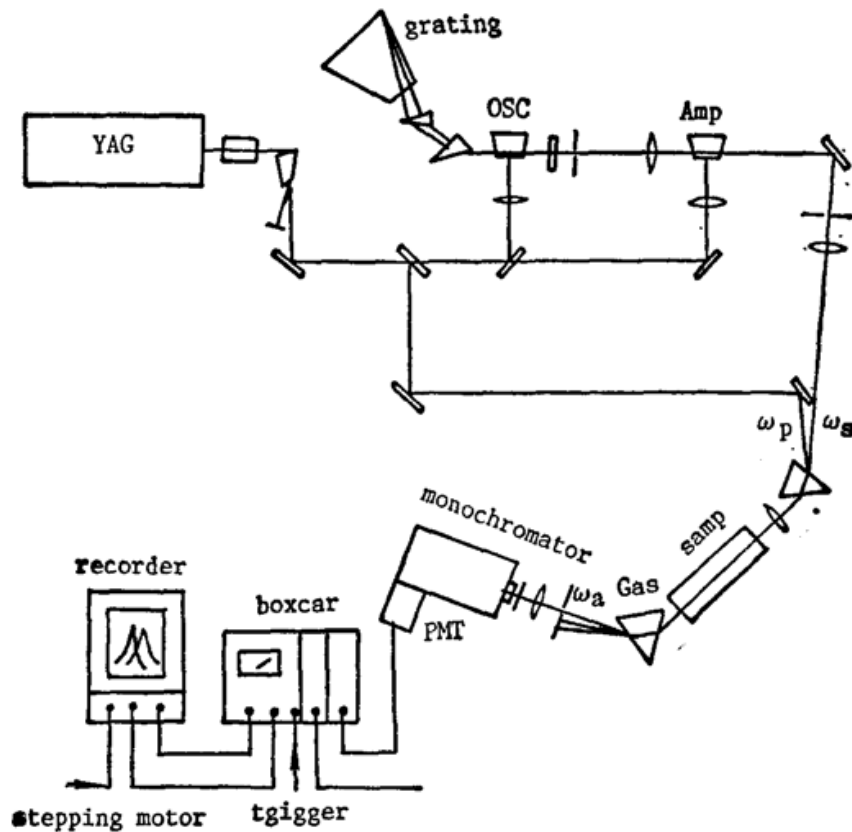 grating
OSC
Amp
YAG
ωp
ωs
monochromator
samp
Gas
ωa
recorder
boxcar
PMT
stepping motor
tgigger